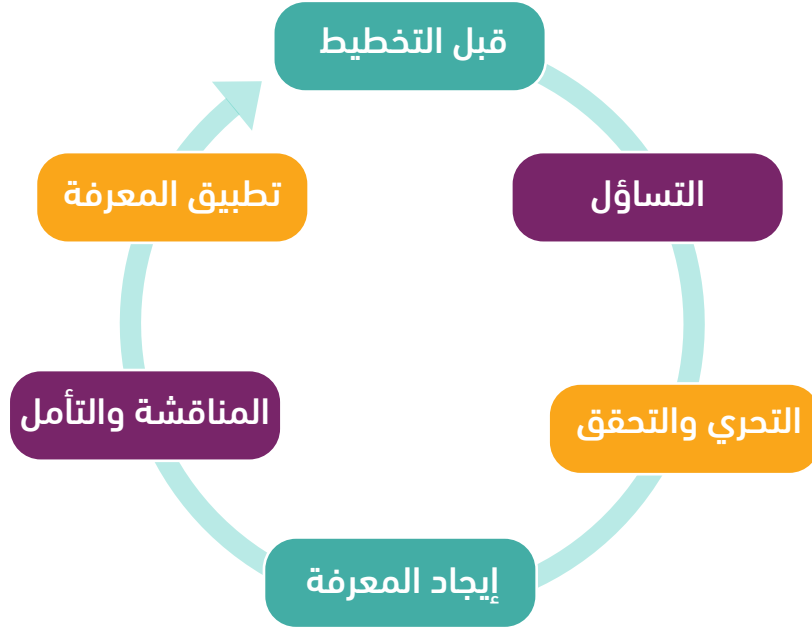 قبل التخطيط
التساؤل
التحري والتحقق
إيجاد المعرفة
المناقشة والتأمل
تطبيق المعرفة